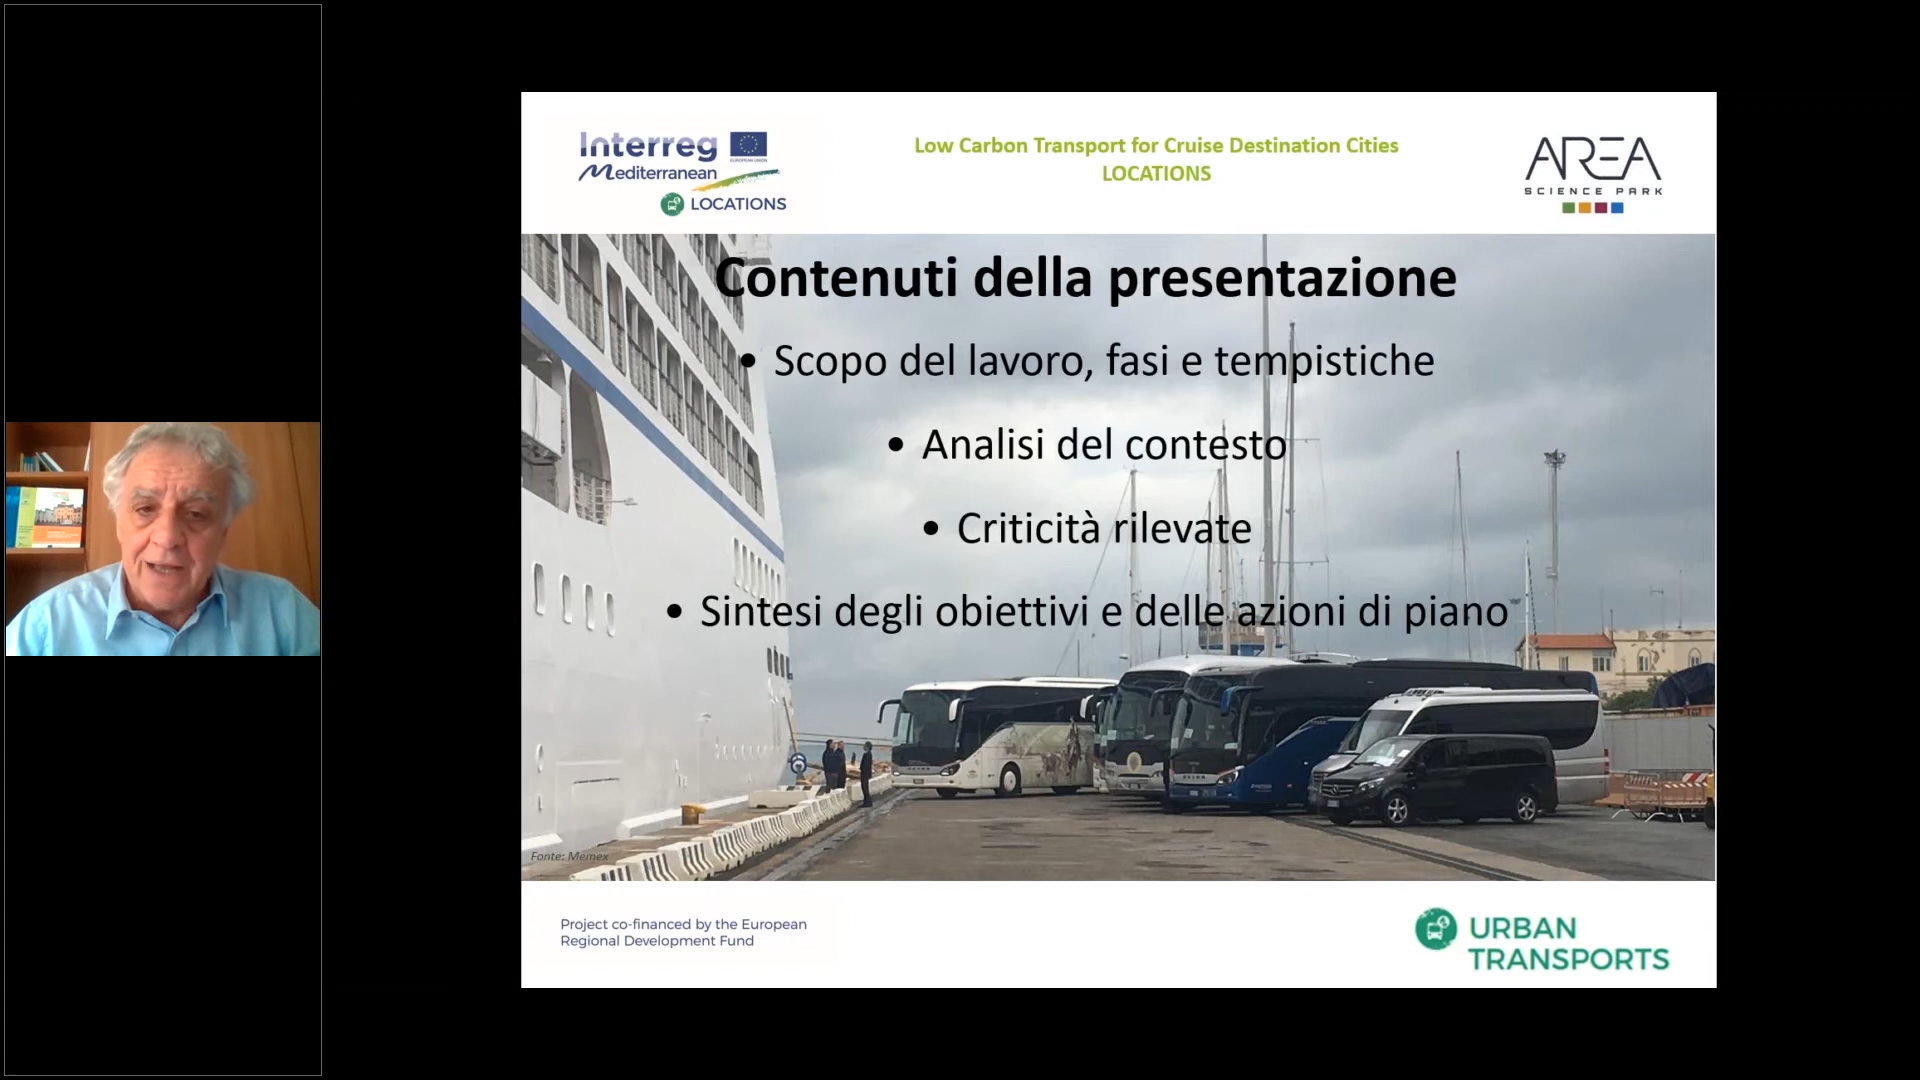 Interreg
EUROPEAN UNION
Mediterranean
LOCATIONS
Low Carbon Transport for Cruise Destination Cities
LOCATIONS
AREA
SCIENCE PARK
Contenuti della presentazione
• Scopo del lavoro, fasi e tempistiche
• Analisi del contesto
• Criticità rilevate
• Sintesi degli obiettivi e delle azioni di piano
Fonte: Memex
Project co-financed by the European
Regional Development Fund
URBAN
TRANSPORTS